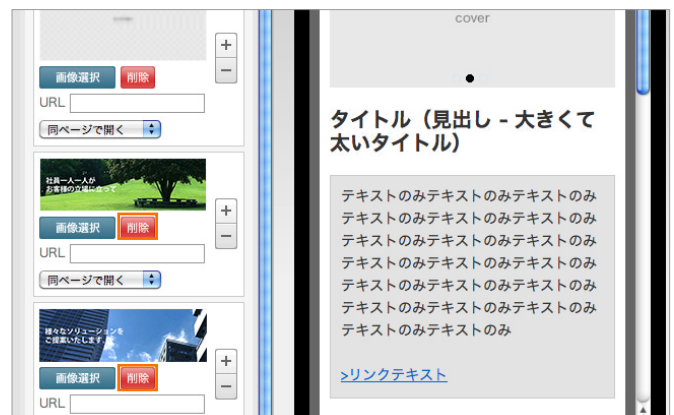 画像選択 削除
URL
同ページで開く
社員一人一人が
お客様の立場に立って
画像選択 削除
URL
同ページで開く
様々なソリューションを
ご提案いたします。
画像選択 削除
URL
cover
タイトル（見出し - 大きくて
太いタイトル）
テキストのみテキストのみテキストのみ
テキストのみテキストのみテキストのみ
テキストのみテキストのみテキストのみ
テキストのみテキストのみテキストのみ
テキストのみテキストのみテキストのみ
テキストのみテキストのみテキストのみ
テキストのみテキストのみ
>リンクテキスト